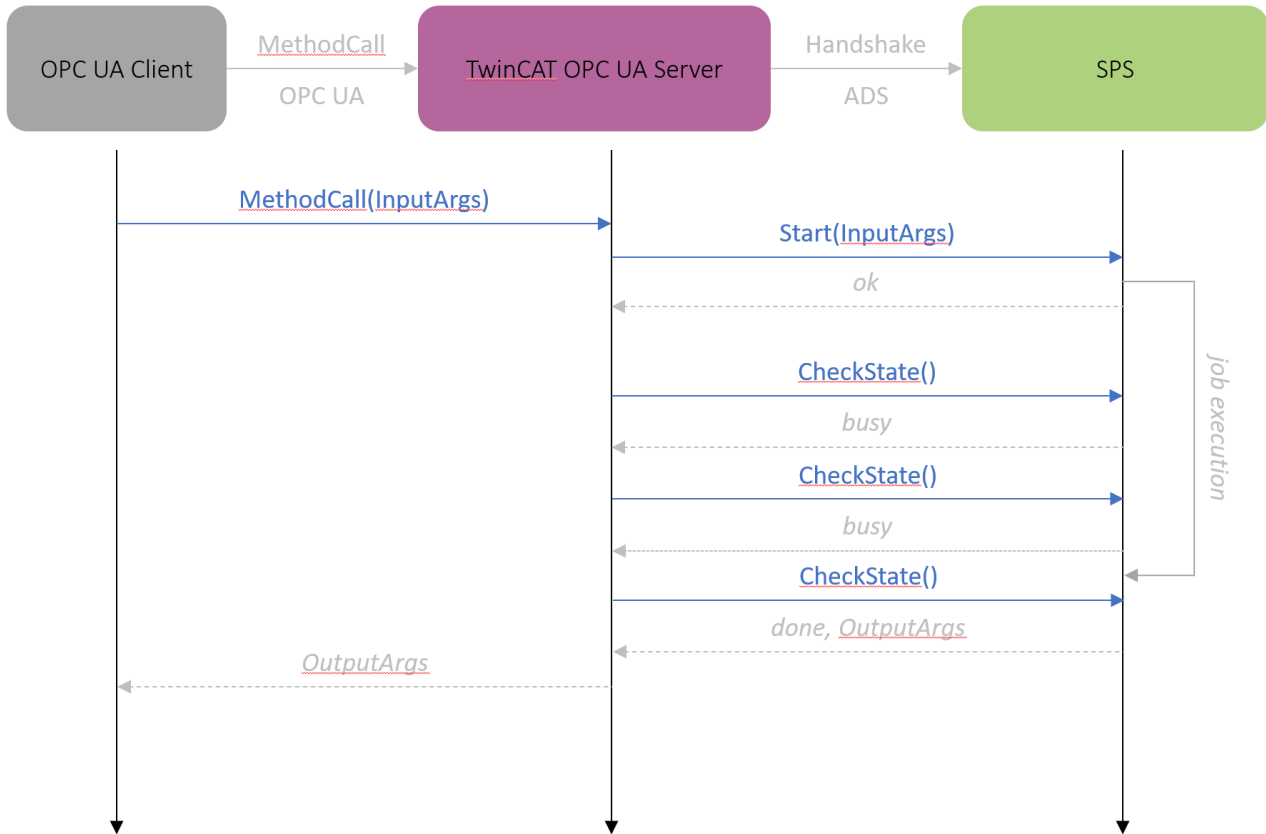 OPC UA Client
MethodCall
OPC UA
TwinCAT OPC UA Server
Handshake
ADS
SPS
MethodCall(InputArgs)
Start(InputArgs)
ok
job execution
CheckState()
busy
CheckState()
busy
CheckState()
done, OutputArgs
OutputArgs